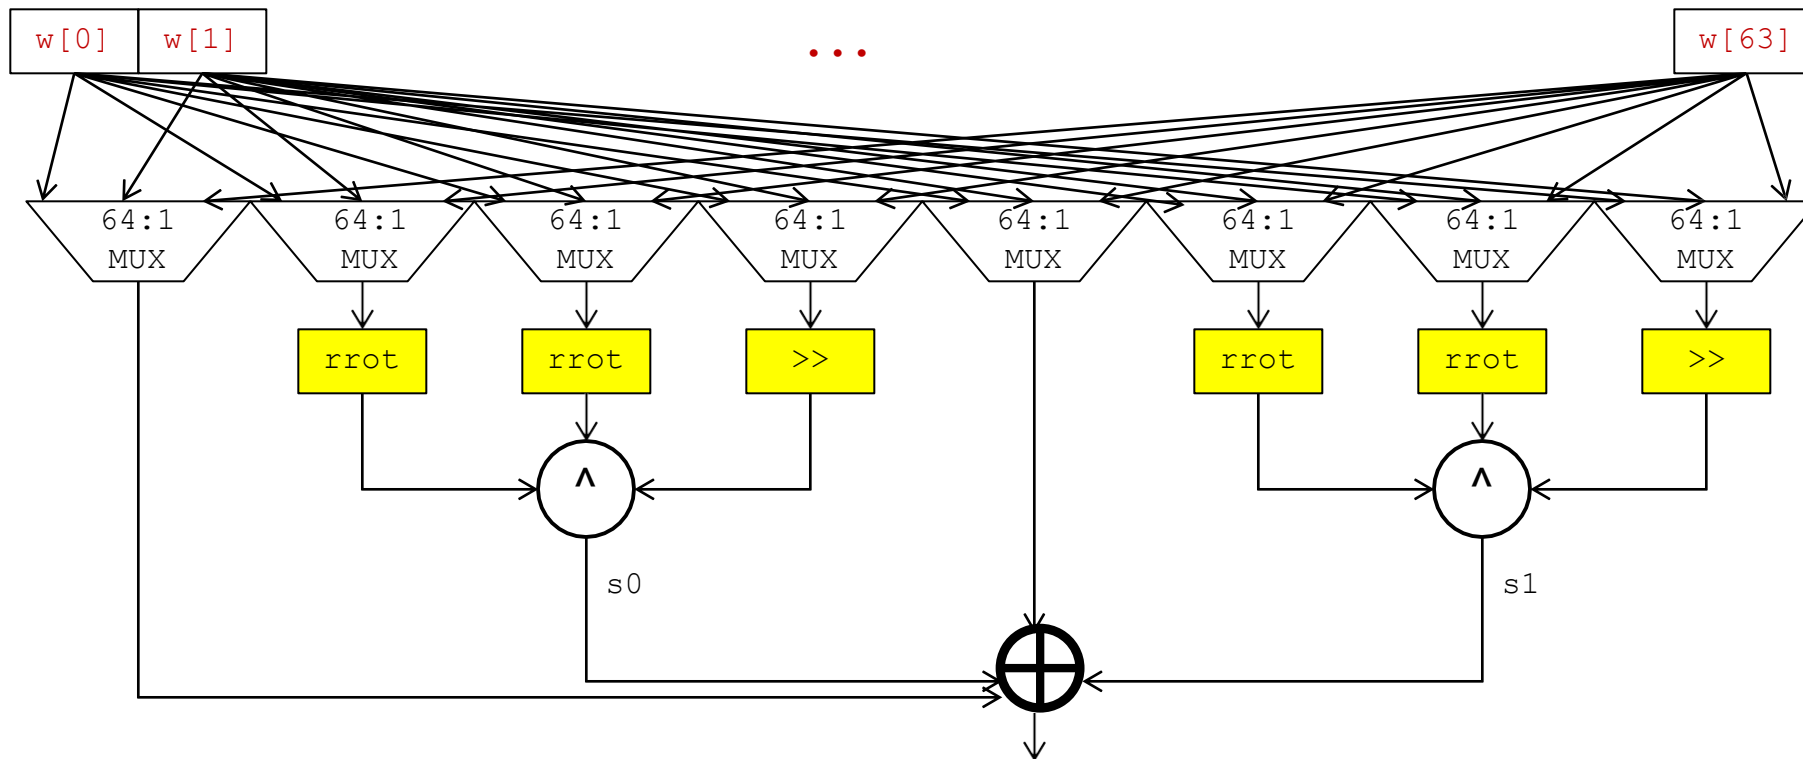 w[0] w[1] ... w[63]
64:1 64:1 64:1 64:1 64:1 64:1 64:1 64:1
MUX MUX MUX MUX MUX MUX MUX MUX
rrot rrot >> rrot rrot >>
^ ^
s0 s1